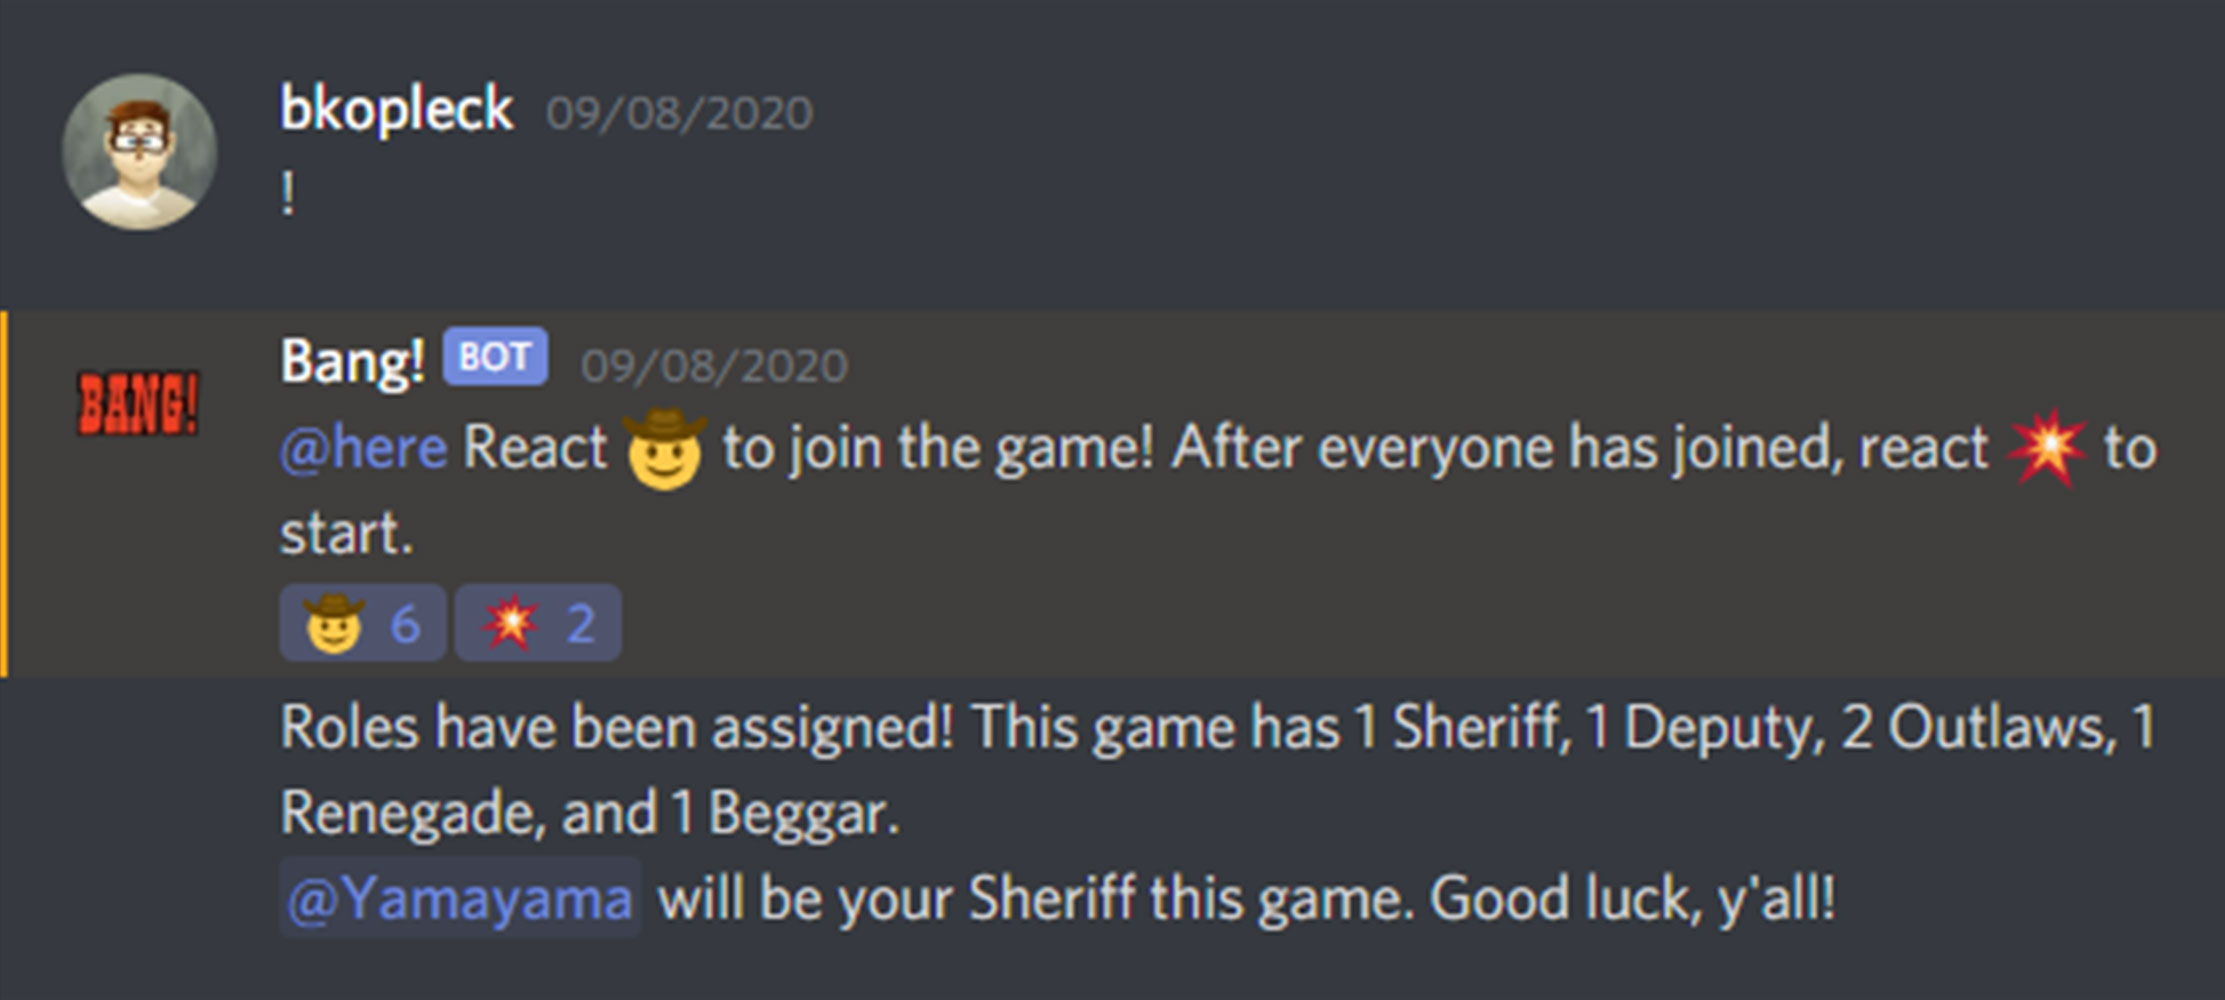 bkopleck 09/08/2020
!
BANG!
Bang! BOT 09/08/2020
@here React 🤠 to join the game! After everyone has joined, react 💥 to
start.
🤠 6 💥 2
Roles have been assigned! This game has 1 Sheriff, 1 Deputy, 2 Outlaws, 1
Renegade, and 1 Beggar.
@Yamayama will be your Sheriff this game. Good luck, y'all!